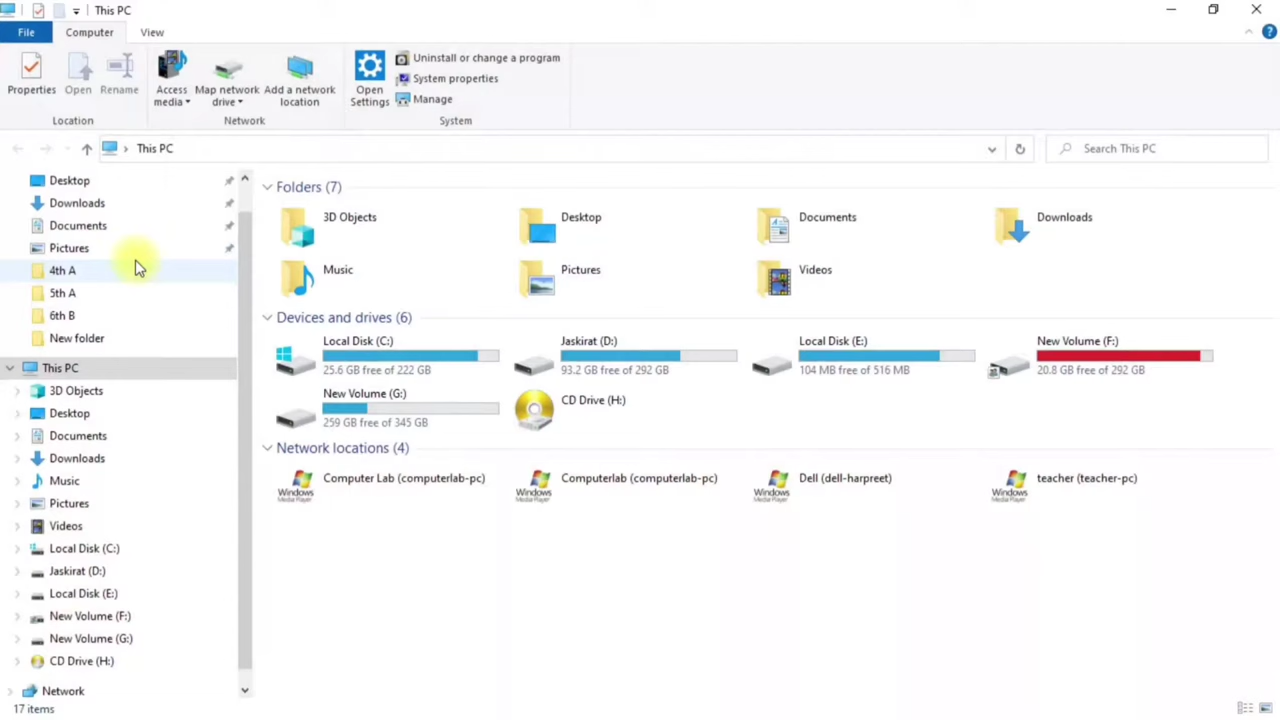 This PC
File Computer View
Properties Open Rename Access media Map network drive Add a network location Open Settings Uninstall or change a program
System properties
Manage
Location Network System
This PC Search This PC
Desktop
Downloads
Documents
Pictures
4th A
5th A
6th B
New folder
This PC
3D Objects
Desktop
Documents
Downloads
Music
Pictures
Videos
Local Disk (C:)
Jaskirat (D:)
Local Disk (E:)
New Volume (F:)
New Volume (G:)
CD Drive (H:)
Network
Folders (7)
3D Objects Desktop Documents Downloads
Music Pictures Videos
Devices and drives (6)
Local Disk (C:) Jaskirat (D:) Local Disk (E:) New Volume (F:)
25.6 GB free of 222 GB 93.2 GB free of 292 GB 104 MB free of 516 MB 20.8 GB free of 292 GB
New Volume (G:) CD Drive (H:)
259 GB free of 345 GB
Network locations (4)
Computer Lab (computerlab-pc) Computerlab (computerlab-pc) Dell (dell-harpreet) teacher (teacher-pc)
Windows Media Player Windows Media Player Windows Media Player Windows Media Player
17 items